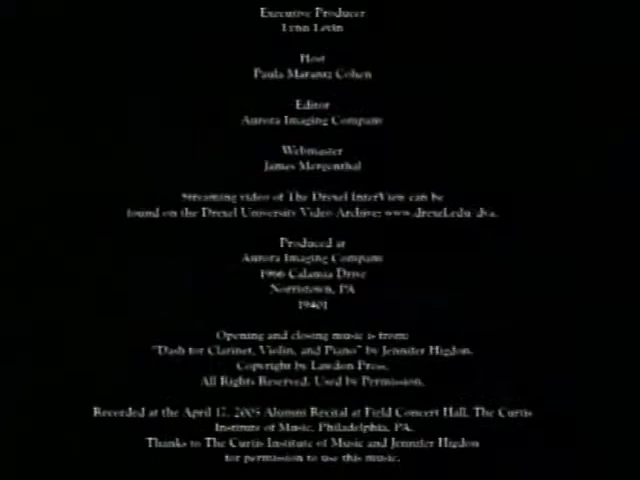 Executive Producer
Lynn Levin
Host
Paula Marantz Cohen
Editor
Aurora Imaging Company
Webmaster
James Mergenthal
Streaming video of The Drexel InterView can be
found on the Drexel University Video Archive: www.drexel.edu/dva.
Produced at
Aurora Imaging Company
Drive
Norristown, PA
19401
Opening and closing music is from:
"Dash for Clarinet, Violin, and Piano" by Jennifer Higdon.
Copyright by Lawdon Press.
All Rights Reserved. Used by Permission.
Recorded at the April 17, 2005 Alumni Recital at Field Concert Hall, The Curtis
Institute of Music, Philadelphia, PA.
Thanks to The Curtis Institute of Music and Jennifer Higdon
for permission to use this music.